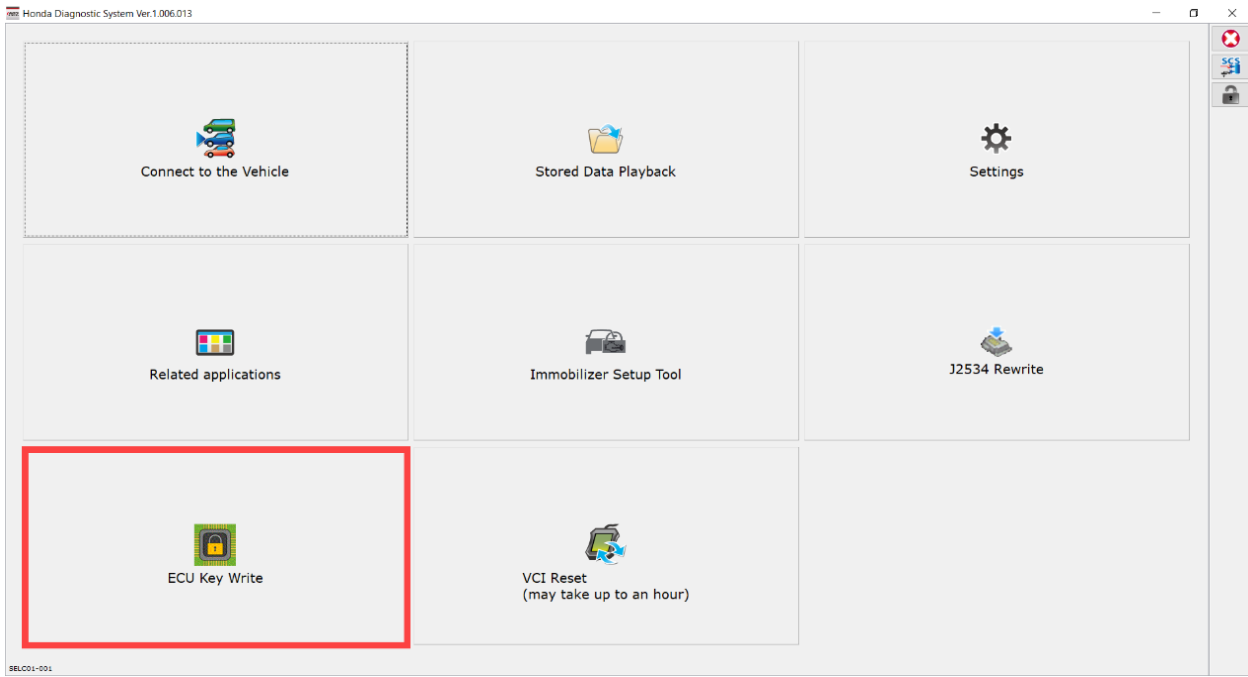 Honda Diagnostic System Ver.1.006.013
SCS
Connect to the Vehicle
Stored Data Playback
Settings
Related applications
Immobilizer Setup Tool
J2534 Rewrite
ECU Key Write
VCI Reset
(may take up to an hour)
SELC01-001